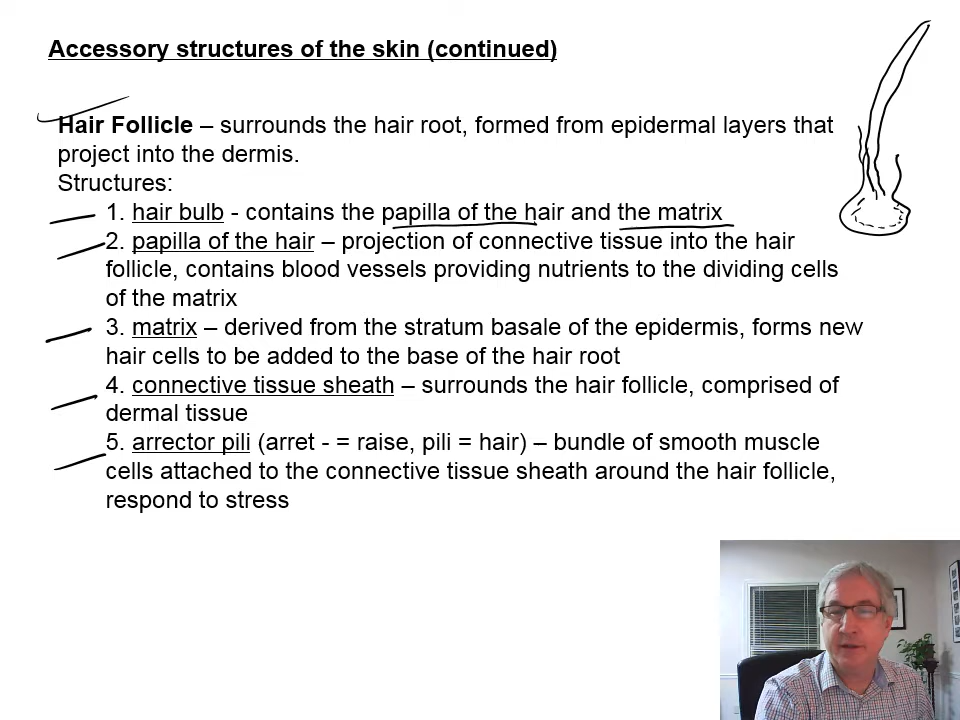 Accessory structures of the skin (continued)
Hair Follicle – surrounds the hair root, formed from epidermal layers that
project into the dermis.
Structures:
1. hair bulb - contains the papilla of the hair and the matrix
2. papilla of the hair – projection of connective tissue into the hair
follicle, contains blood vessels providing nutrients to the dividing cells
of the matrix
3. matrix – derived from the stratum basale of the epidermis, forms new
hair cells to be added to the base of the hair root
4. connective tissue sheath – surrounds the hair follicle, comprised of
dermal tissue
5. arrector pili (arret - = raise, pili = hair) – bundle of smooth muscle
cells attached to the connective tissue sheath around the hair follicle,
respond to stress